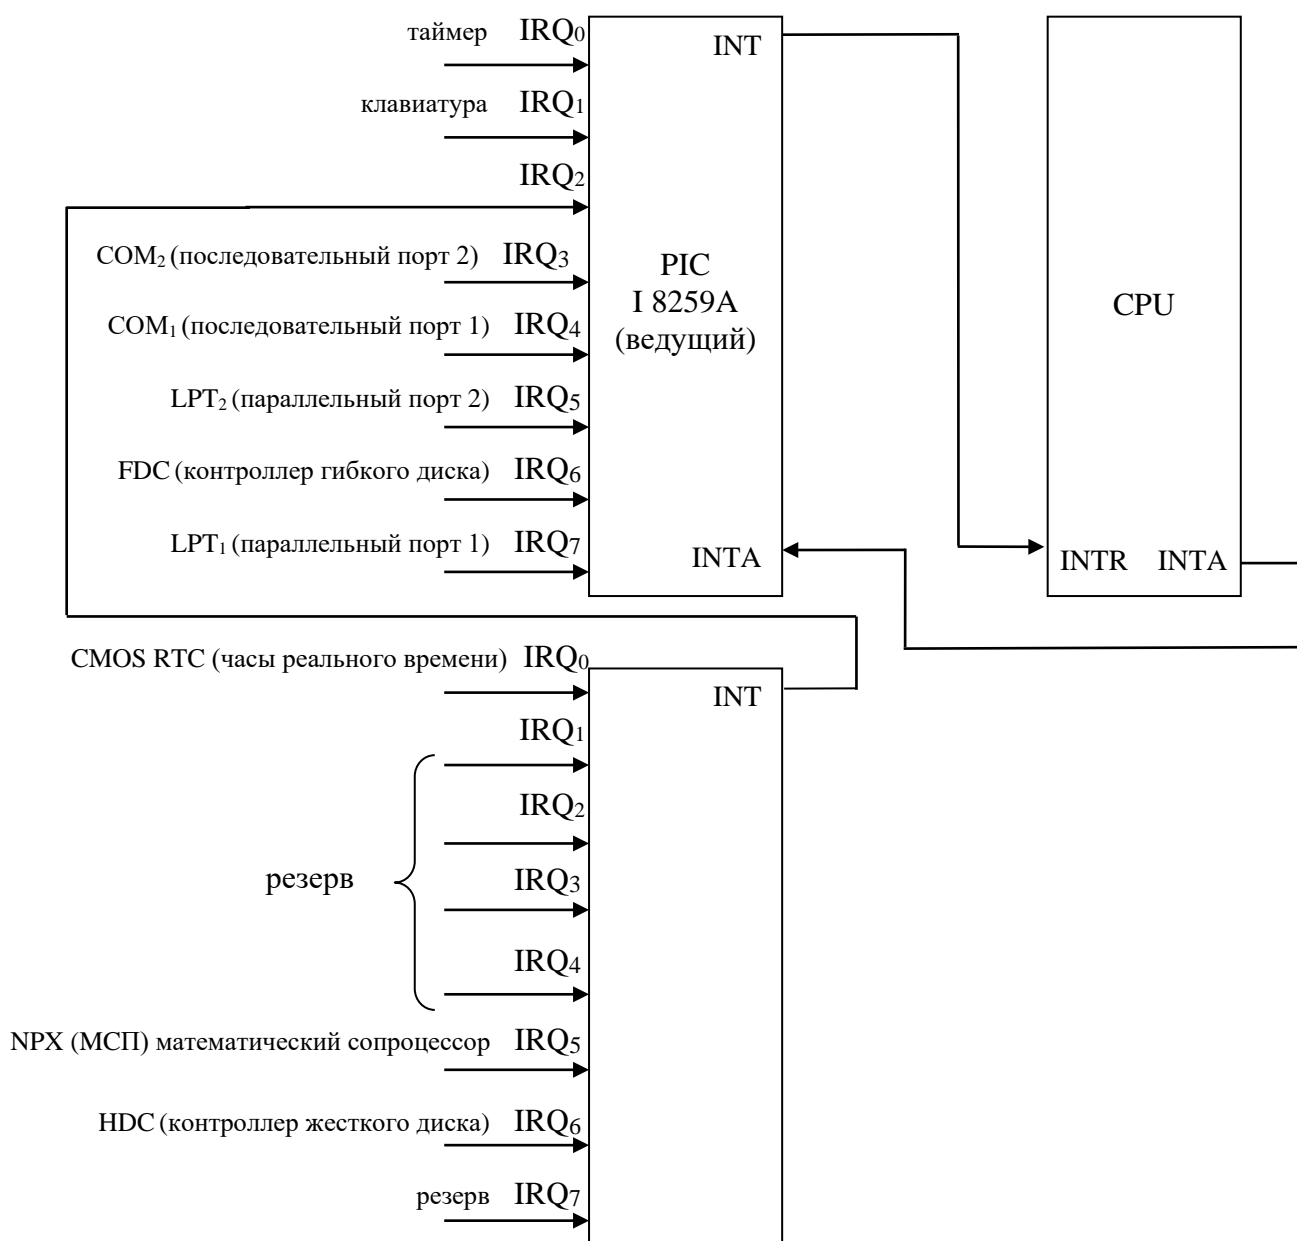 таймер IRQ0
INT
клавиатура IRQ1
IRQ2
COM2 (последовательный порт 2) IRQ3
PIC
I 8259A
(ведущий)
CPU
COM1 (последовательный порт 1) IRQ4
LPT2 (параллельный порт 2) IRQ5
FDC (контроллер гибкого диска) IRQ6
LPT1 (параллельный порт 1) IRQ7
INTA
INTR INTA
CMOS RTC (часы реального времени) IRQ0
INT
IRQ1
IRQ2
резерв
IRQ3
IRQ4
NPX (МСП) математический сопроцессор IRQ5
HDC (контроллер жесткого диска) IRQ6
резерв IRQ7